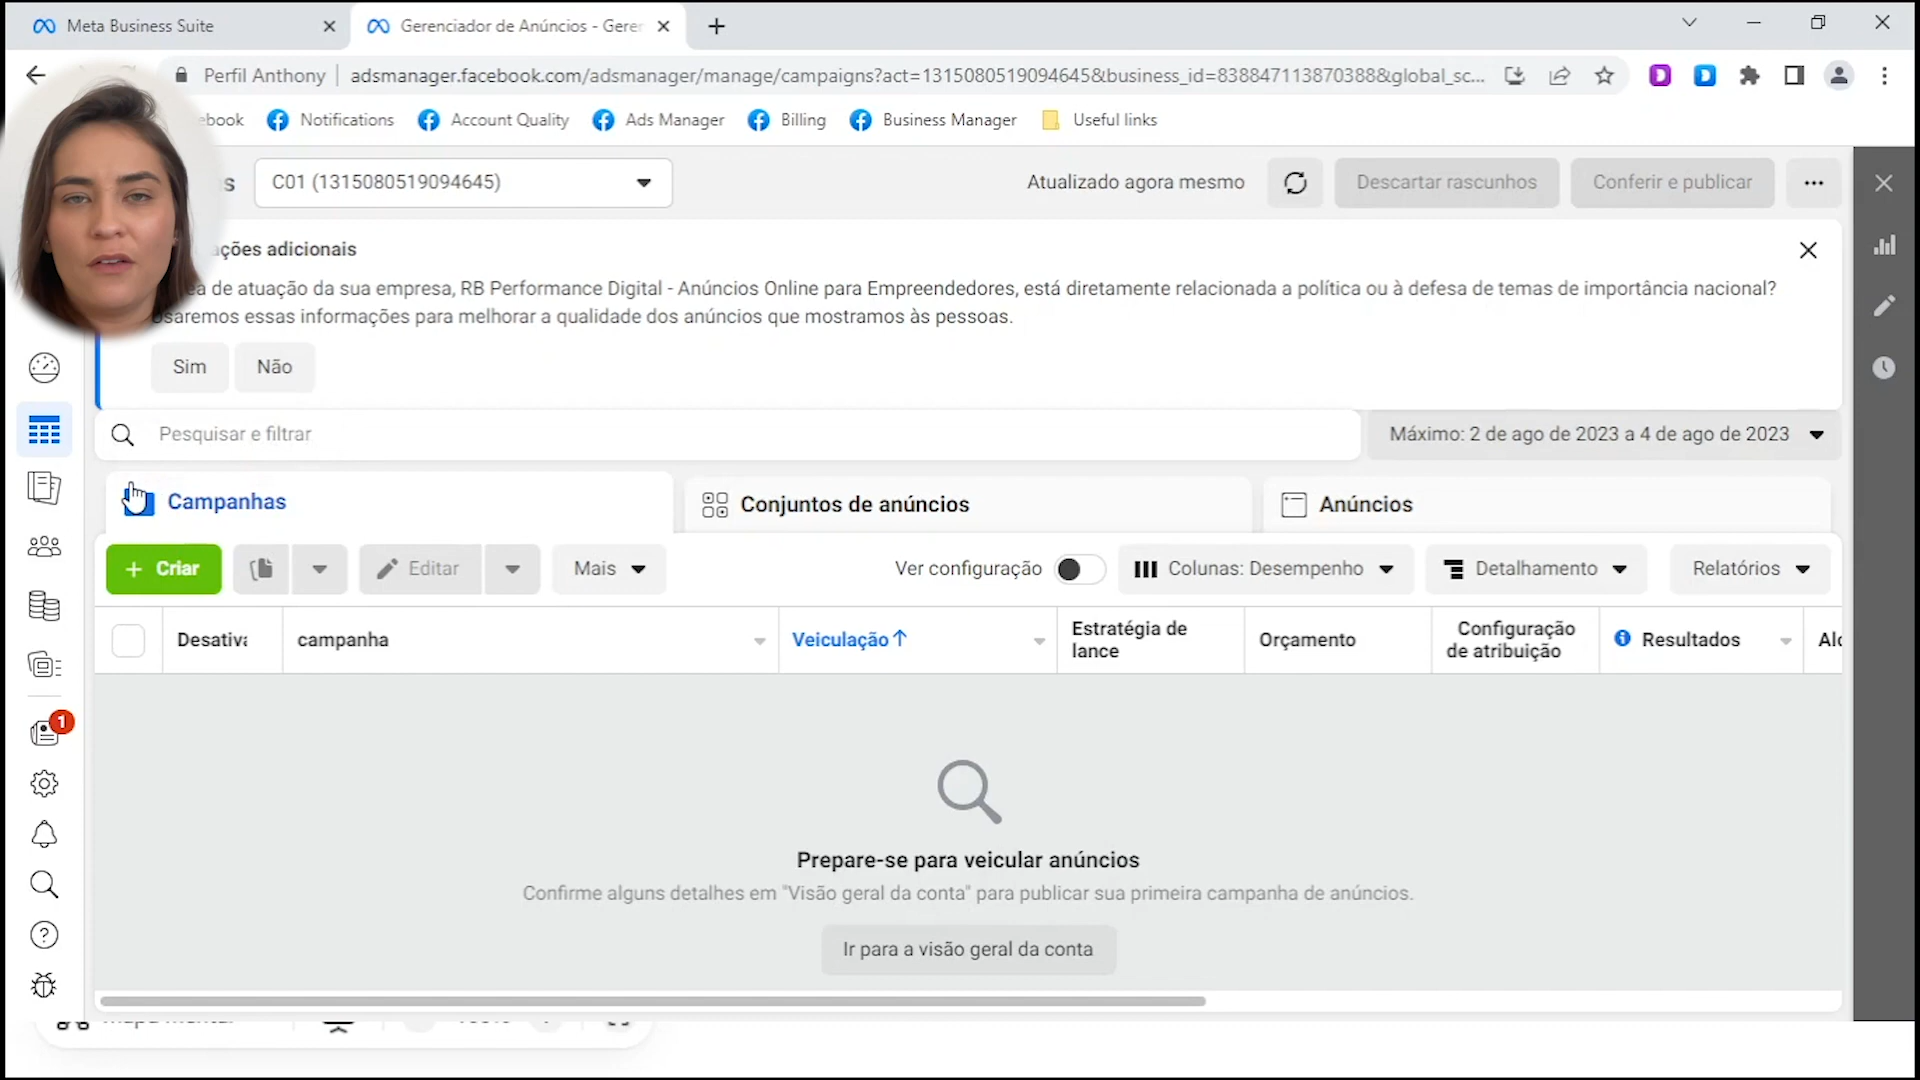 Meta Business Suite
Gerenciador de Anúncios - Geren
Perfil Anthony
adsmanager.facebook.com/adsmanager/manage/campaigns?act=1315080519094645&business_id=838847113870388&global_sc...
ebook
Notifications
Account Quality
Ads Manager
Billing
Business Manager
Useful links
s
C01 (1315080519094645)
Atualizado agora mesmo
Descartar rascunhos
Conferir e publicar
ações adicionais
ea de atuação da sua empresa, RB Performance Digital - Anúncios Online para Empreendedores, está diretamente relacionada a política ou à defesa de temas de importância nacional?
Usaremos essas informações para melhorar a qualidade dos anúncios que mostramos às pessoas.
Sim
Não
Pesquisar e filtrar
Máximo: 2 de ago de 2023 a 4 de ago de 2023
Campanhas
Conjuntos de anúncios
Anúncios
+ Criar
Editar
Mais
Ver configuração
Colunas: Desempenho
Detalhamento
Relatórios
Desativa
campanha
Veiculação↑
Estratégia de
lance
Orçamento
Configuração
de atribuição
Resultados
Alc
1
Prepare-se para veicular anúncios
Confirme alguns detalhes em "Visão geral da conta" para publicar sua primeira campanha de anúncios.
Ir para a visão geral da conta